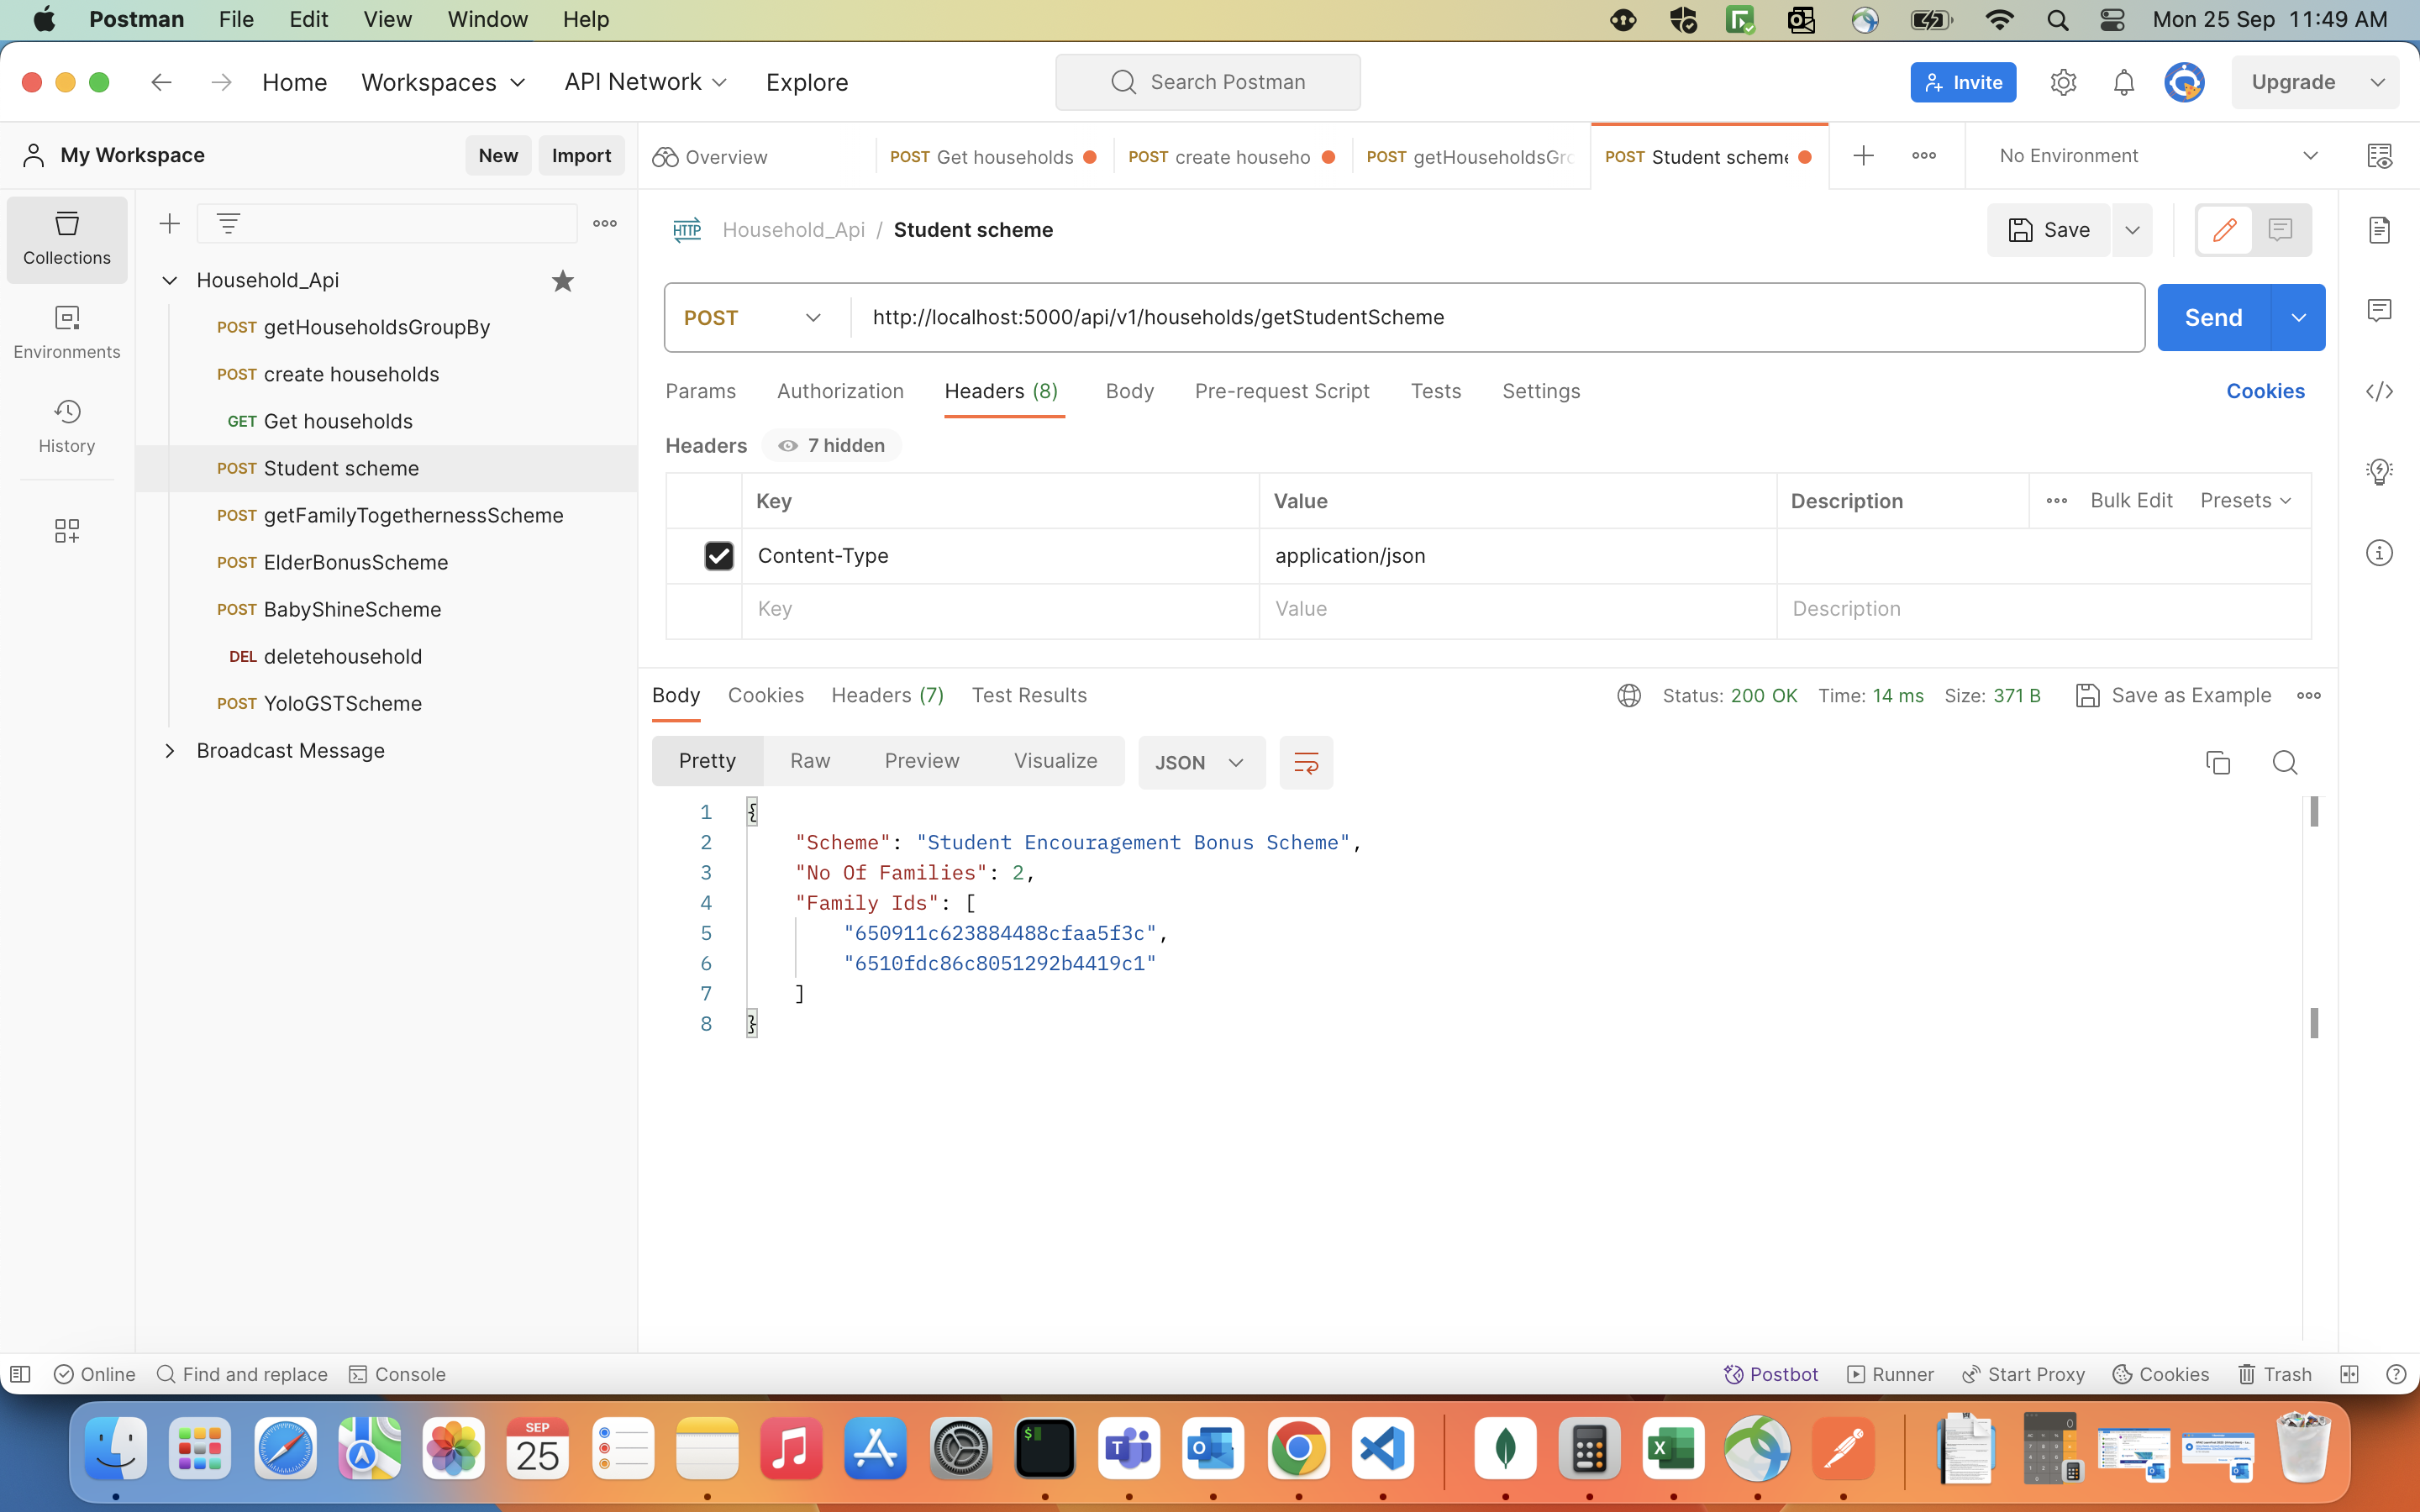 Postman File Edit View Window Help Mon 25 Sep 11:49 AM
Home Workspaces API Network Explore Search Postman Invite Upgrade
My Workspace New Import
Overview POST Get households POST create househo POST getHouseholdsGro POST Student scheme No Environment
Collections
Environments
History
Household_Api
POST getHouseholdsGroupBy
POST create households
GET Get households
POST Student scheme
POST getFamilyTogethernessScheme
POST ElderBonusScheme
POST BabyShineScheme
DEL deletehousehold
POST YoloGSTScheme
Broadcast Message
HTTP Household_Api / Student scheme Save
POST http://localhost:5000/api/v1/households/getStudentScheme Send
Params Authorization Headers (8) Body Pre-request Script Tests Settings Cookies
Headers 7 hidden
Key Value Description Bulk Edit Presets
Content-Type application/json
Key Value Description
Body Cookies Headers (7) Test Results Status: 200 OK Time: 14 ms Size: 371 B Save as Example
Pretty Raw Preview Visualize JSON
1 {
2 "Scheme": "Student Encouragement Bonus Scheme",
3 "No Of Families": 2,
4 "Family Ids": [
5 "650911c623884488cfaa5f3c",
6 "6510fdc86c8051292b4419c1"
7 ]
8 }
Online Find and replace Console Postbot Runner Start Proxy Cookies Trash
SEP
25